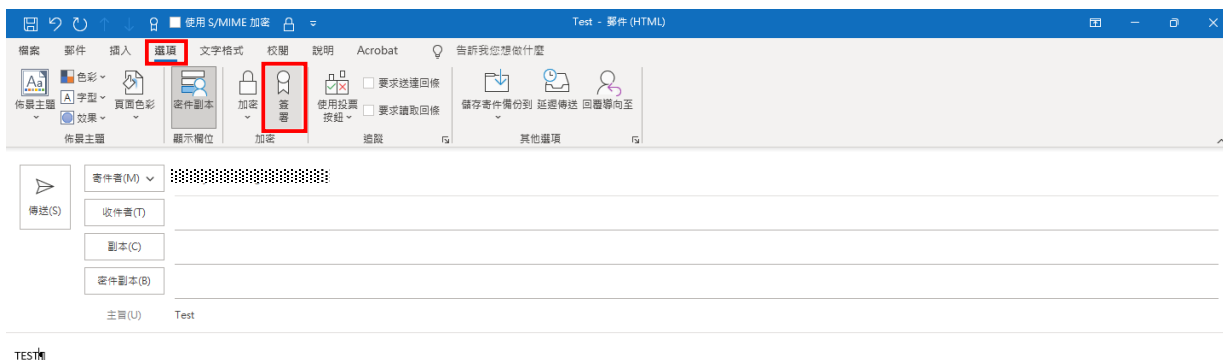 使用 S/MIME 加密 Test - 郵件 (HTML)
檔案 郵件 插入 選項 文字格式 校閱 說明 Acrobat 告訴我您想做什麼
佈景主題 色彩 字型 效果 頁面色彩 密件副本 加密 簽署 使用投票按鈕 要求送達回條 要求讀取回條 儲存寄件備份到 延遲傳送 回覆導向至
佈景主題 顯示欄位 加密 追蹤 其他選項
傳送(S)
寄件者(M)
收件者(T)
副本(C)
密件副本(B)
主旨(U) Test
TEST